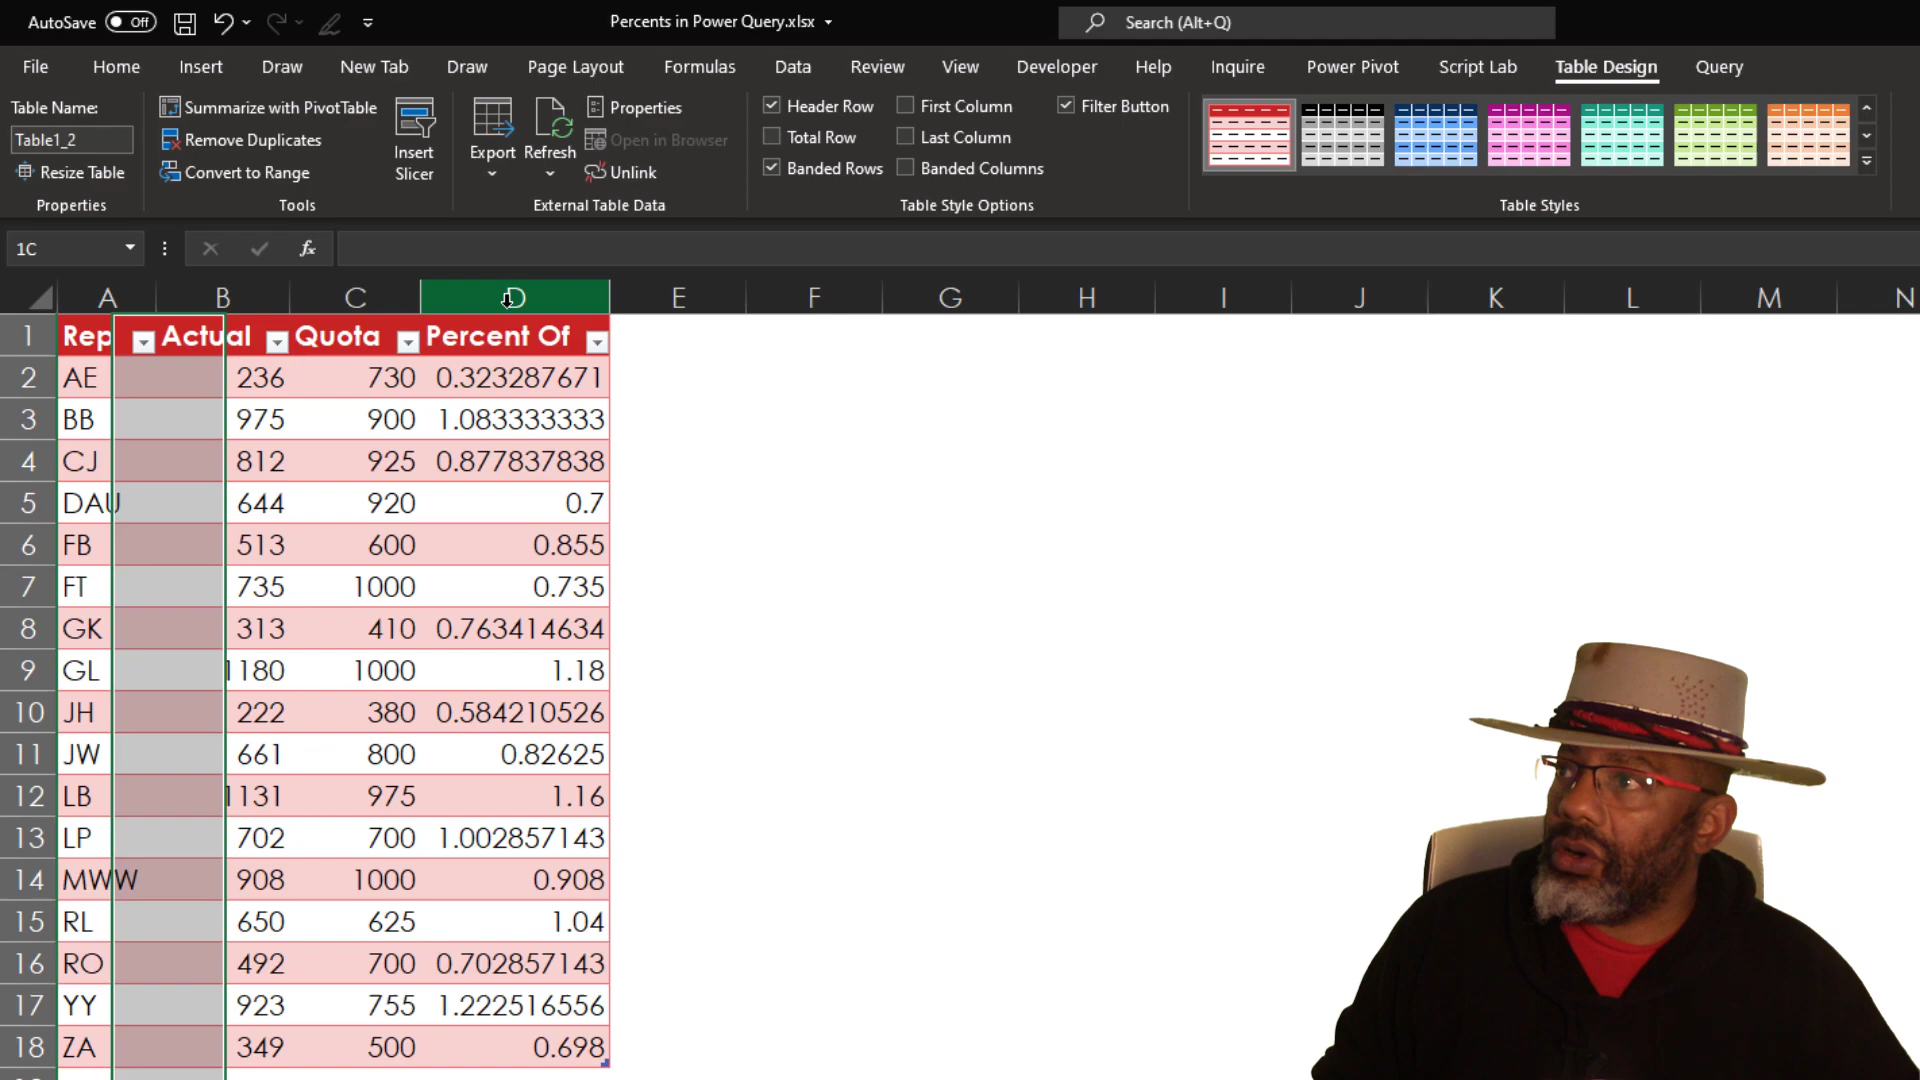 AutoSave Off
Percents in Power Query.xlsx
Search (Alt+Q)
File Home Insert Draw New Tab Draw Page Layout Formulas Data Review View Developer Help Inquire Power Pivot Script Lab Table Design Query
Table Name:
Table1_2
Resize Table
Properties
Summarize with PivotTable
Remove Duplicates
Convert to Range
Tools
Insert Slicer
Export
Refresh
Properties
Open in Browser
Unlink
External Table Data
Header Row First Column Filter Button
Total Row Last Column
Banded Rows Banded Columns
Table Style Options
Table Styles
1C
fx
A B C D E F G H I J K L M N
1 Rep Actual Quota Percent Of
2 AE 236 730 0.323287671
3 BB 975 900 1.083333333
4 CJ 812 925 0.877837838
5 DAU 644 920 0.7
6 FB 513 600 0.855
7 FT 735 1000 0.735
8 GK 313 410 0.763414634
9 GL 1180 1000 1.18
10 JH 222 380 0.584210526
11 JW 661 800 0.82625
12 LB 1131 975 1.16
13 LP 702 700 1.002857143
14 MWW 908 1000 0.908
15 RL 650 625 1.04
16 RO 492 700 0.702857143
17 YY 923 755 1.222516556
18 ZA 349 500 0.698